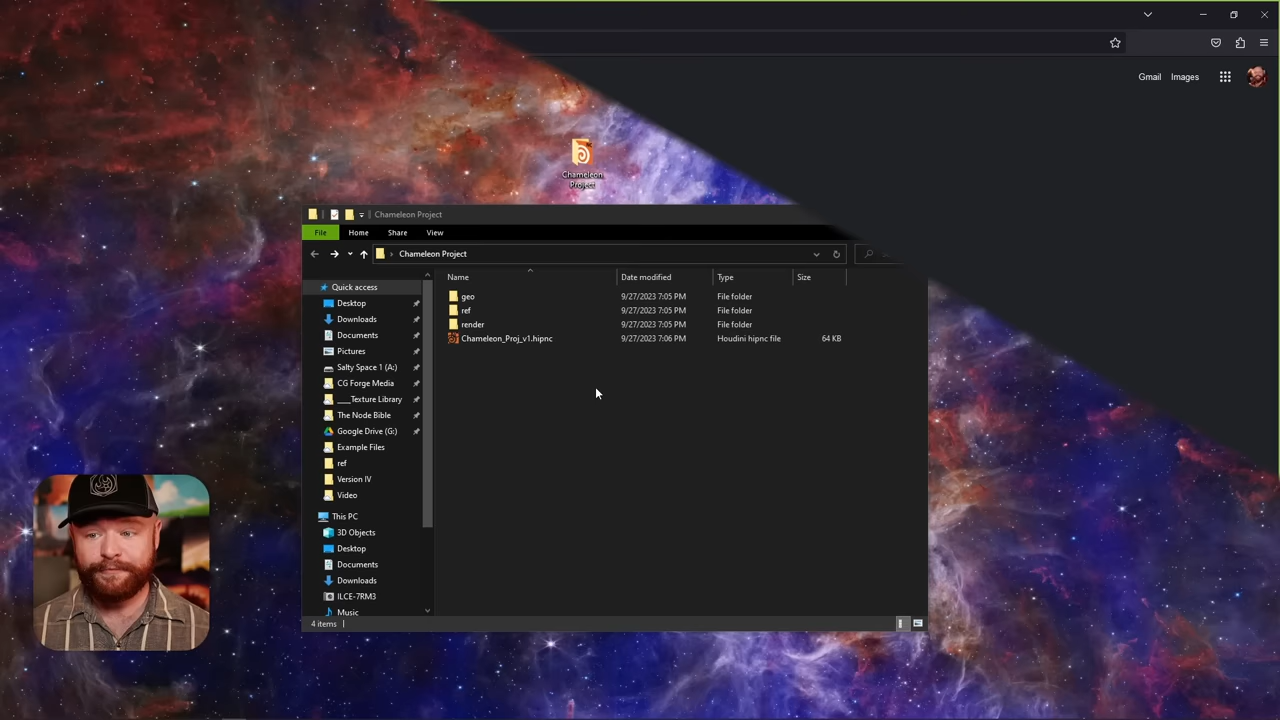 Gmail Images
Chameleon
Project
Chameleon Project
File Home Share View
Chameleon Project
Name Date modified Type Size
Quick access
Desktop
Downloads
Documents
Pictures
Salty Space 1 (A:)
CG Forge Media
___Texture Library
The Node Bible
Google Drive (G:)
Example Files
ref
Version IV
Video
This PC
3D Objects
Desktop
Documents
Downloads
ILCE-7RM3
Music
geo 9/27/2023 7:05 PM File folder
ref 9/27/2023 7:05 PM File folder
render 9/27/2023 7:05 PM File folder
Chameleon_Proj_v1.hipnc 9/27/2023 7:06 PM Houdini hipnc file 64 KB
4 items